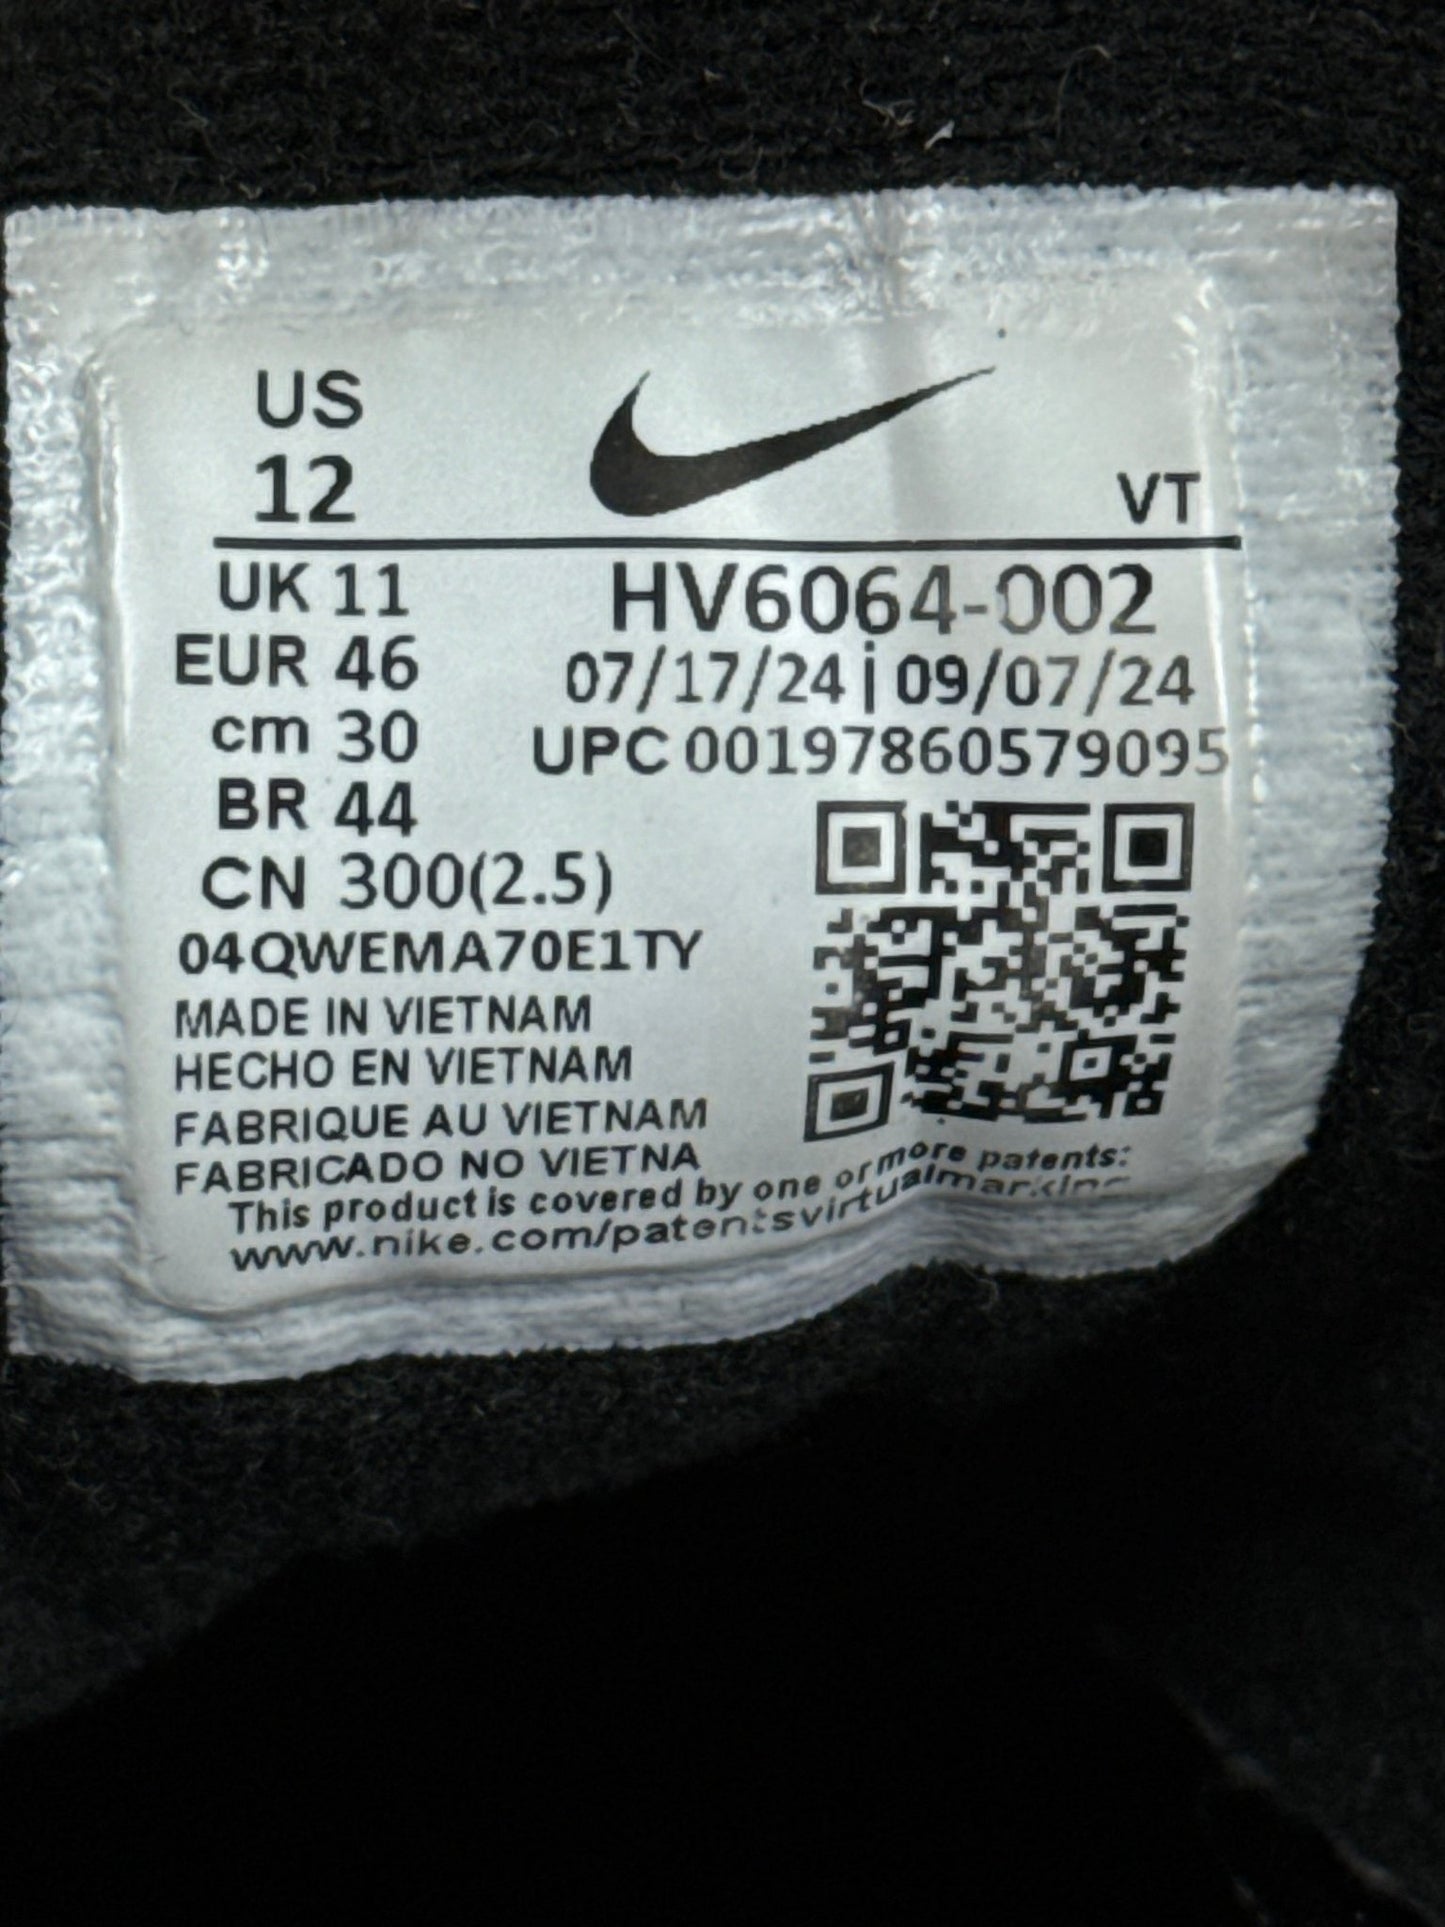 US
12
VT
UK 11
HV6064-002
EUR 46
07/17/24 | 09/07/24
cm 30
UPC 00197860579095
BR 44
CN 300(2.5)
04QWEMA70E1TY
MADE IN VIETNAM
HECHO EN VIETNAM
FABRIQUE AU VIETNAM
FABRICADO NO VIETNA
This product is covered by one or more patents:
www.nike.com/patentsvirtualmarking